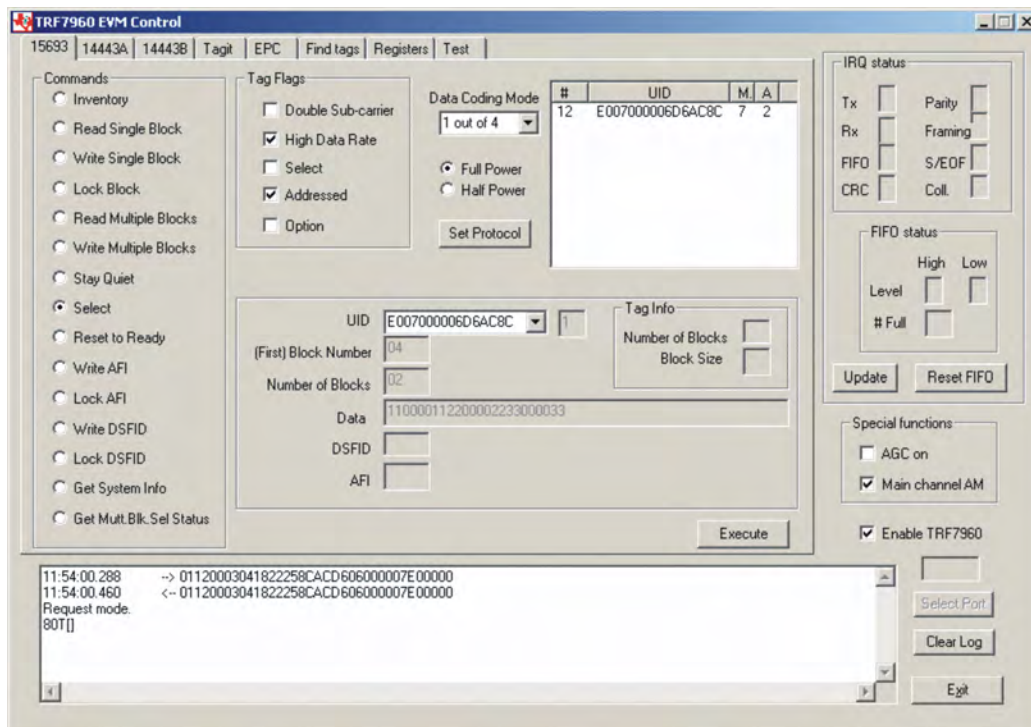 TRF7960 EVM Control
15693 14443A 14443B Tagit EPC Find tags Registers Test
Commands
Inventory
Read Single Block
Write Single Block
Lock Block
Read Multiple Blocks
Write Multiple Blocks
Stay Quiet
Select
Reset to Ready
Write AFI
Lock AFI
Write DSFID
Lock DSFID
Get System Info
Get Mutt.Blk.Sel Status
Tag Flags
Double Sub-carrier
High Data Rate
Select
Addressed
Option
Data Coding Mode
1 out of 4
Full Power
Half Power
Set Protocol
# UID M. A
12 E007000006D6AC8C 7 2
UID E007000006D6AC8C 1
(First) Block Number 04
Number of Blocks 02
Data 110000112200002233000033
DSFID
AFI
Tag Info
Number of Blocks
Block Size
Execute
IRQ status
Tx Parity
Rx Framing
FIFO S/EOF
CRC Coll.
FIFO status
High Low
Level
# Full
Update Reset FIFO
Special functions
AGC on
Main channel AM
Enable TRF7960
Select Port
Clear Log
Exit
11:54:00.288 --> 01120003041822258CACD606000007E00000
11:54:00.460 <-- 01120003041822258CACD606000007E00000
Request mode.
80T[]